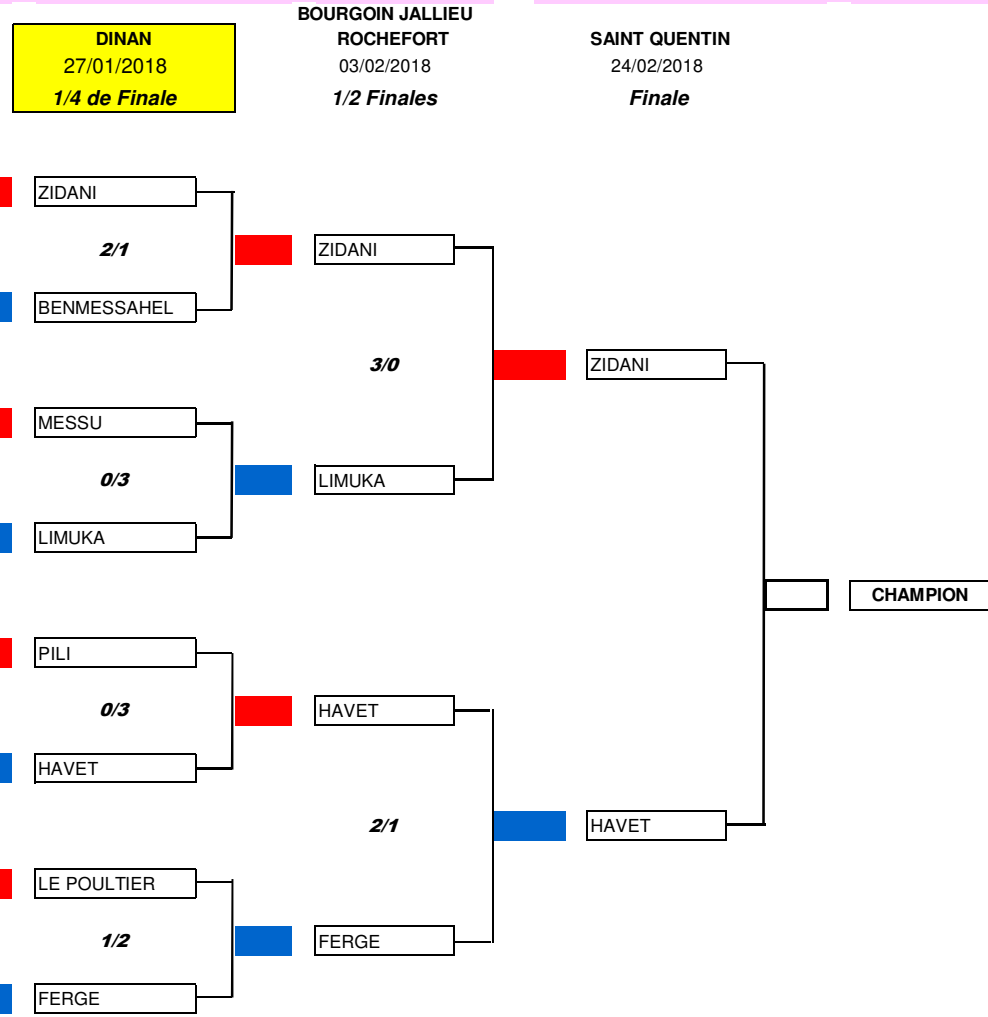 DINAN
27/01/2018
1/4 de Finale
BOURGOIN JALLIEU
ROCHEFORT
03/02/2018
1/2 Finales
SAINT QUENTIN
24/02/2018
Finale
ZIDANI
2/1
ZIDANI
BENMESSAHEL
3/0
ZIDANI
MESSU
0/3
LIMUKA
LIMUKA
CHAMPION
PILI
0/3
HAVET
HAVET
2/1
HAVET
LE POULTIER
1/2
FERGE
FERGE